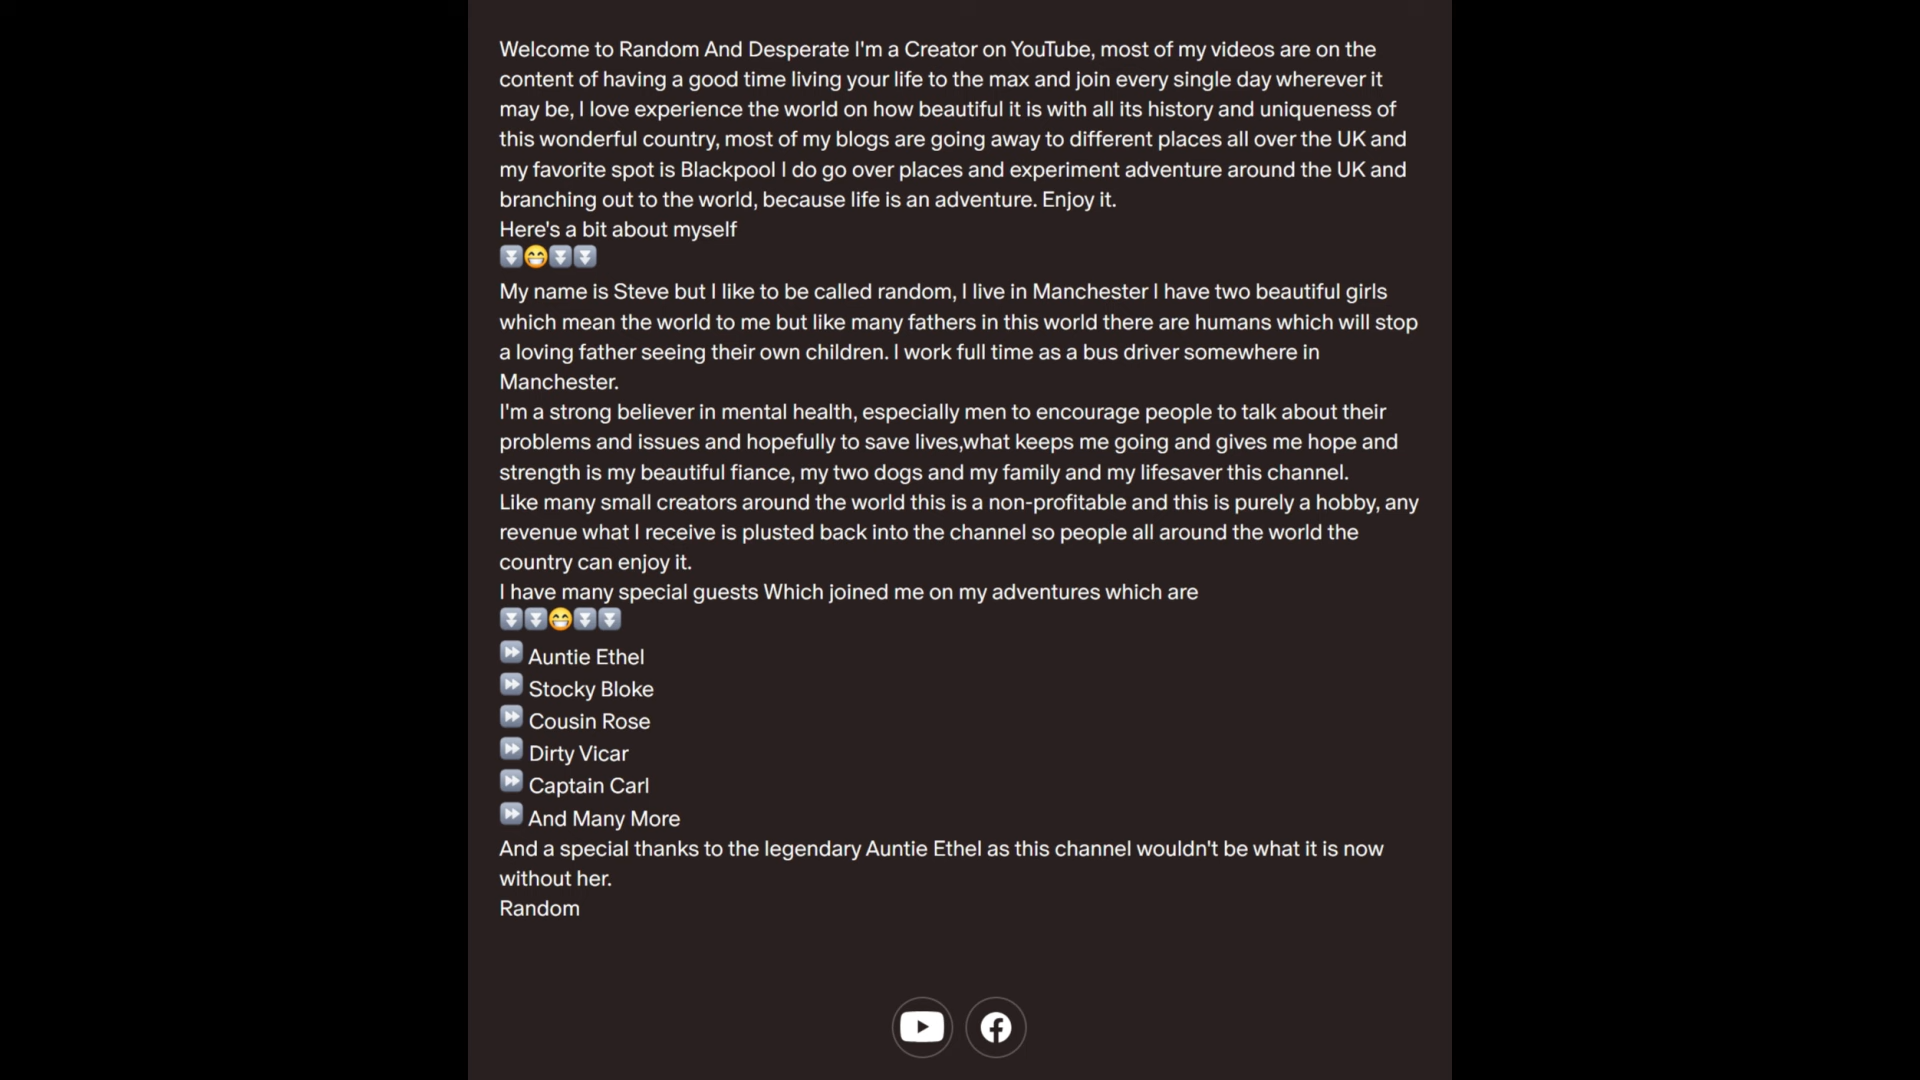 Welcome to Random And Desperate I'm a Creator on YouTube, most of my videos are on the
content of having a good time living your life to the max and join every single day wherever it
may be, I love experience the world on how beautiful it is with all its history and uniqueness of
this wonderful country, most of my blogs are going away to different places all over the UK and
my favorite spot is Blackpool I do go over places and experiment adventure around the UK and
branching out to the world, because life is an adventure. Enjoy it.
Here's a bit about myself
⏬😁⏬⏬
My name is Steve but I like to be called random, I live in Manchester I have two beautiful girls
which mean the world to me but like many fathers in this world there are humans which will stop
a loving father seeing their own children. I work full time as a bus driver somewhere in
Manchester.
I'm a strong believer in mental health, especially men to encourage people to talk about their
problems and issues and hopefully to save lives,what keeps me going and gives me hope and
strength is my beautiful fiance, my two dogs and my family and my lifesaver this channel.
Like many small creators around the world this is a non-profitable and this is purely a hobby, any
revenue what I receive is plusted back into the channel so people all around the world the
country can enjoy it.
I have many special guests Which joined me on my adventures which are
⏬⏬😁⏬⏬
⏩ Auntie Ethel
⏩ Stocky Bloke
⏩ Cousin Rose
⏩ Dirty Vicar
⏩ Captain Carl
⏩ And Many More
And a special thanks to the legendary Auntie Ethel as this channel wouldn't be what it is now
without her.
Random